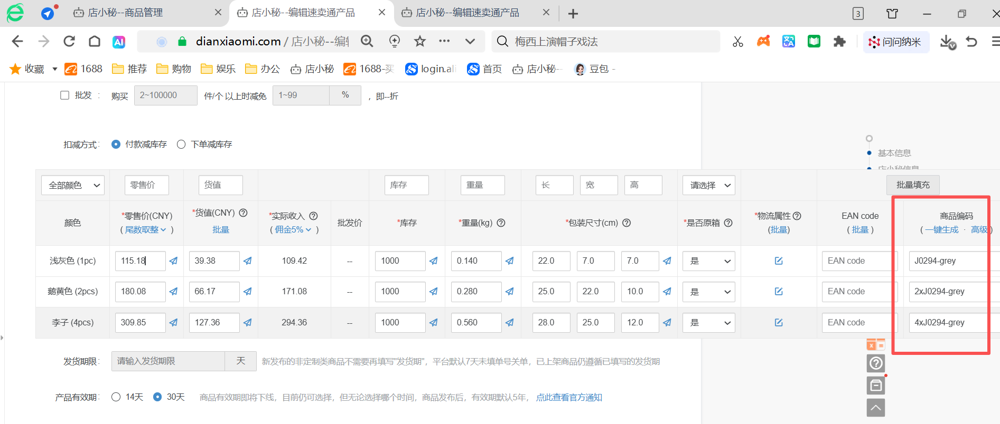 店小秘--商品管理
店小秘--编辑速卖通产品
店小秘--编辑速卖通产品
3
AI
dianxiaomi.com / 店小秘--编辑
梅西上演帽子戏法
问问纳米
收藏
1688
推荐
购物
娱乐
办公
店小秘
1688-买
login.ali
首页
店小秘--
豆包 -
批发 : 购买 2~100000 件/个 以上时减免 1~99 % ，即--折
扣减方式: 付款减库存 下单减库存
基本信息
店小秘信息
全部颜色 零售价 货值 库存 重量 长 宽 高 请选择 批量填充
颜色 *零售价(CNY) *货值(CNY) *实际收入 批发价 *库存 *重量(kg) *包装尺寸(cm) *是否原箱 *物流属性 EAN code 商品编码
( 尾数取整 ) 批量 ( 佣金5% ) (批量) ( 批量 ) ( 一键生成 · 高级 )
浅灰色 (1pc) 115.18 39.38 109.42 -- 1000 0.140 22.0 7.0 7.0 是 EAN code J0294-grey
鹅黄色 (2pcs) 180.08 66.17 171.08 -- 1000 0.280 25.0 22.0 10.0 是 EAN code 2xJ0294-grey
李子 (4pcs) 309.85 127.36 294.36 -- 1000 0.560 28.0 25.0 12.0 是 EAN code 4xJ0294-grey
发货期限: 请输入发货期限 天 新发布的非定制类商品不需要再填写"发货期"，平台默认7天未填单号关单，已上架商品仍遵循已填写的发货期
产品有效期: 14天 30天 商品有效期即将下线，目前仍可选择，但无论选择哪个时间，商品发布后，有效期默认5年， 点此查看官方通知